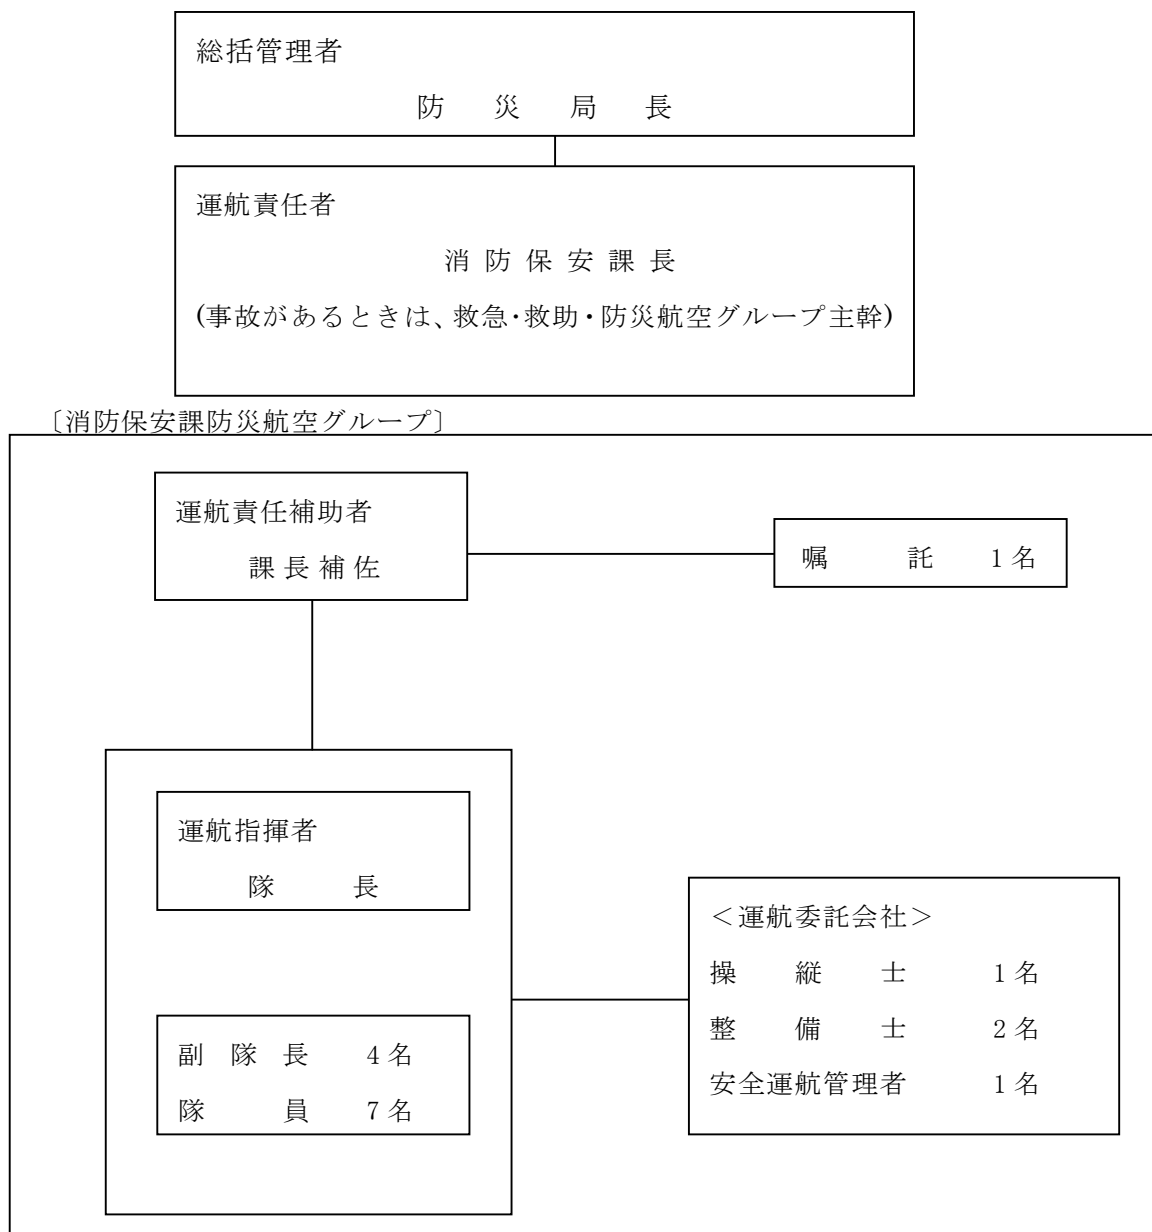 総括管理者
防災局長
運航責任者
消防保安課長
(事故があるときは、救急・救助・防災航空グループ主幹)
〔消防保安課防災航空グループ〕
運航責任補助者
課長補佐
嘱託 1名
運航指揮者
隊長
副隊長 4名
隊員 7名
＜運航委託会社＞
操縦士 1名
整備士 2名
安全運航管理者 1名